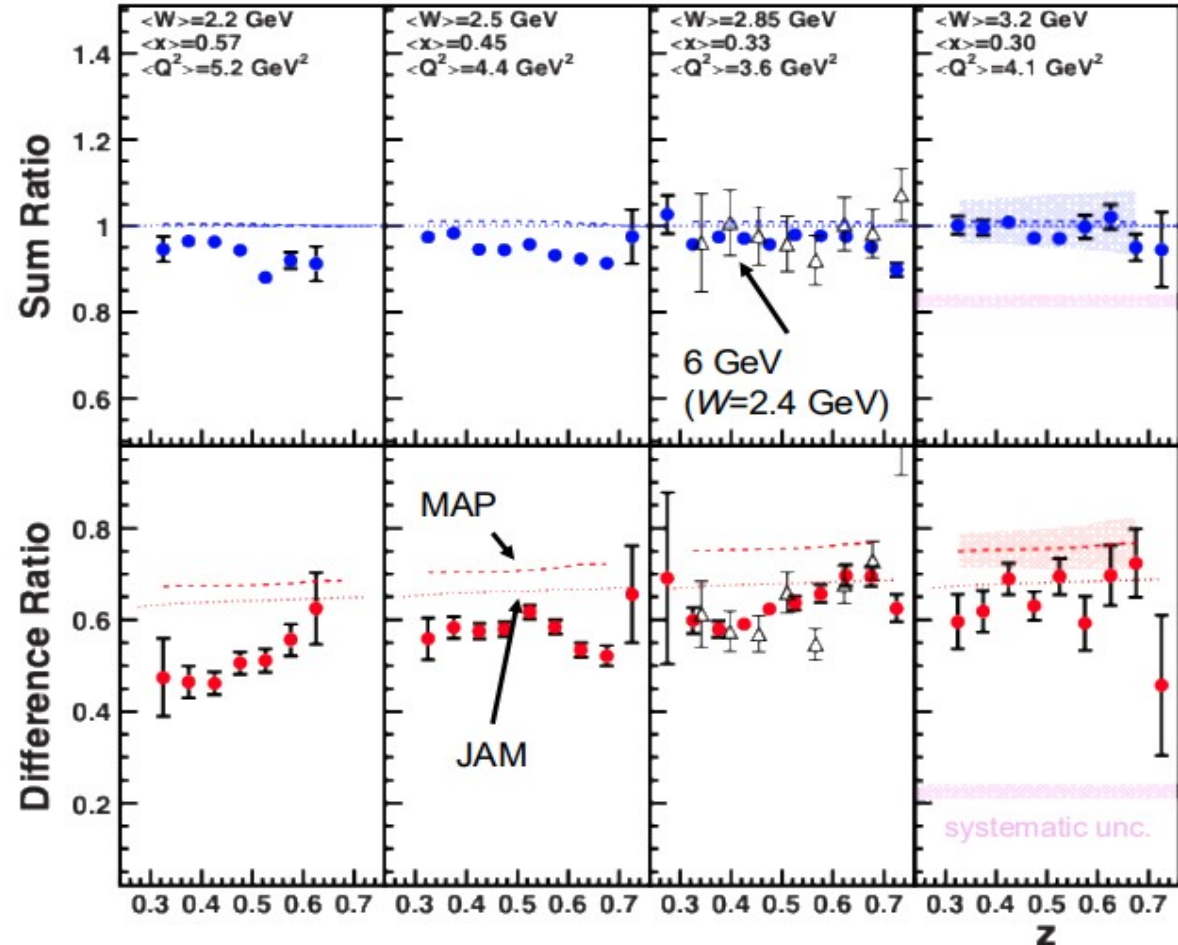 ⟨W⟩=2.2 GeV
⟨x⟩=0.57
⟨Q²⟩=5.2 GeV²
⟨W⟩=2.5 GeV
⟨x⟩=0.45
⟨Q²⟩=4.4 GeV²
⟨W⟩=2.85 GeV
⟨x⟩=0.33
⟨Q²⟩=3.6 GeV²
⟨W⟩=3.2 GeV
⟨x⟩=0.30
⟨Q²⟩=4.1 GeV²
Sum Ratio
1.4
1.2
1
0.8
0.6
6 GeV
(W=2.4 GeV)
Difference Ratio
0.8
0.6
0.4
0.2
MAP
JAM
systematic unc.
0.3 0.4 0.5 0.6 0.7
0.3 0.4 0.5 0.6 0.7
0.3 0.4 0.5 0.6 0.7
0.3 0.4 0.5 0.6 0.7
z